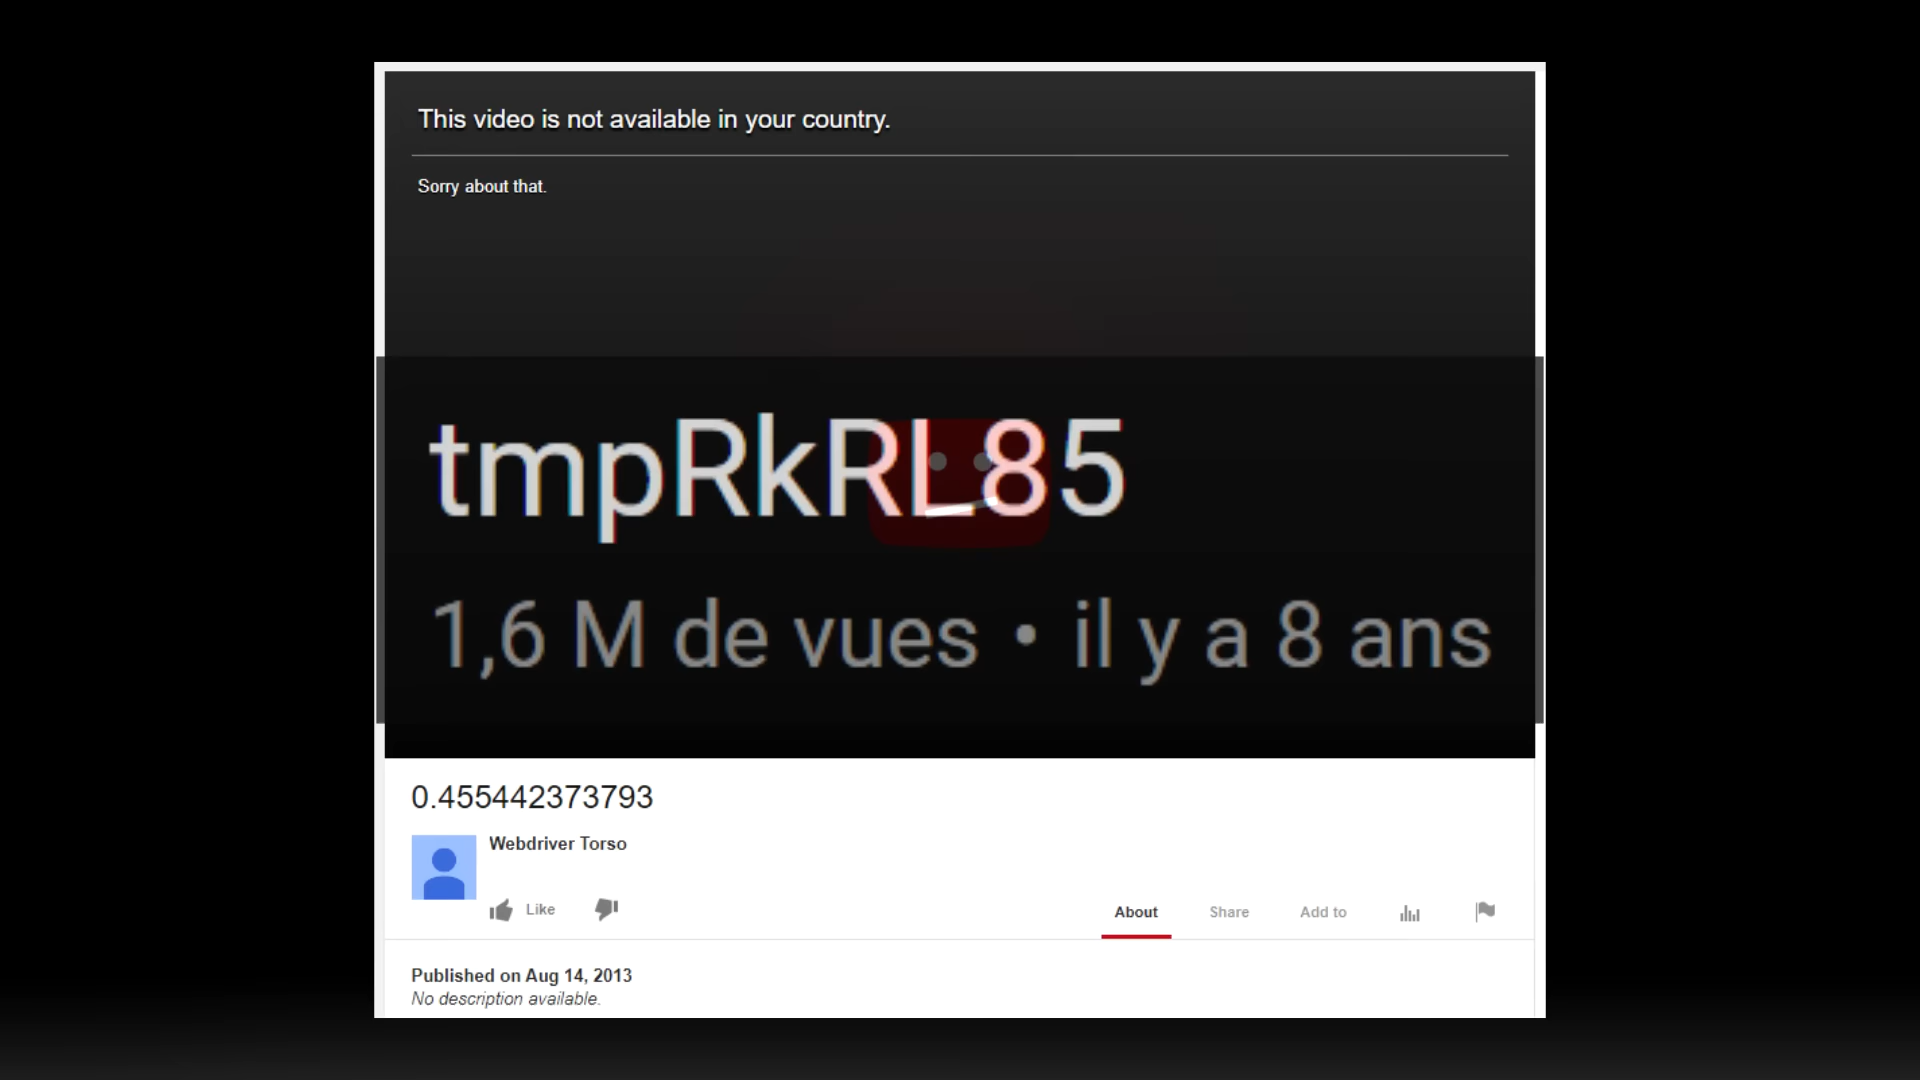 This video is not available in your country.
Sorry about that.
tmpRkRL85
1,6 M de vues • il y a 8 ans
0.455442373793
Webdriver Torso
Like
About Share Add to
Published on Aug 14, 2013
No description available.